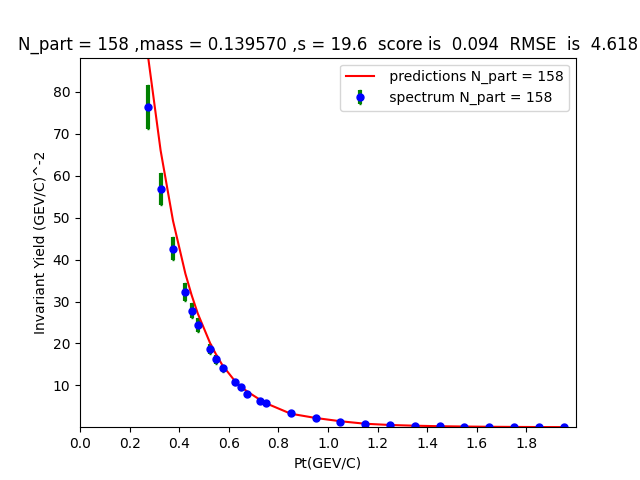 N_part = 158 ,mass = 0.139570 ,s = 19.6  score is  0.094  RMSE  is  4.618
predictions N_part = 158
spectrum N_part = 158
Invariant Yield (GEV/C)^-2
80
70
60
50
40
30
20
10
0.0 0.2 0.4 0.6 0.8 1.0 1.2 1.4 1.6 1.8
Pt(GEV/C)